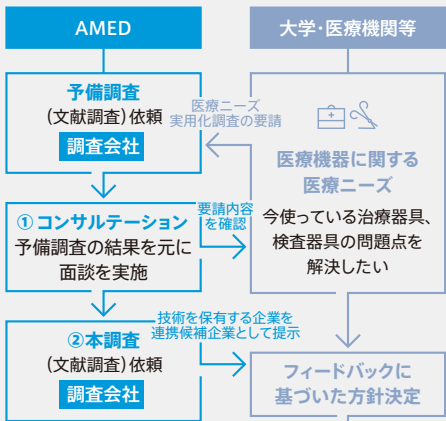 AMED
大学・医療機関等
予備調査
(文献調査)依頼
調査会社
医療ニーズ
実用化調査の要請
医療機器に関する
医療ニーズ
今使っている治療器具、
検査器具の問題点を
解決したい
①コンサルテーション
予備調査の結果を元に
面談を実施
要請内容
を確認
技術を保有する企業を
連携候補企業として提示
②本調査
(文献調査)依頼
調査会社
フィードバックに
基づいた方針決定